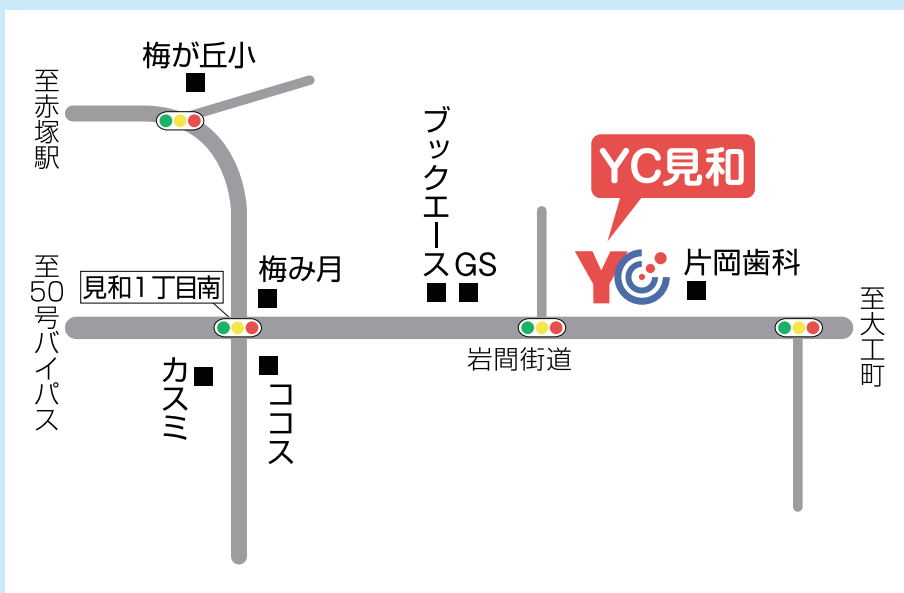 梅が丘小
至赤塚駅
ブックエース
YC見和
至50号バイパス
見和1丁目南
梅み月
GS
YC
片岡歯科
至大工町
岩間街道
カスミ
ココス